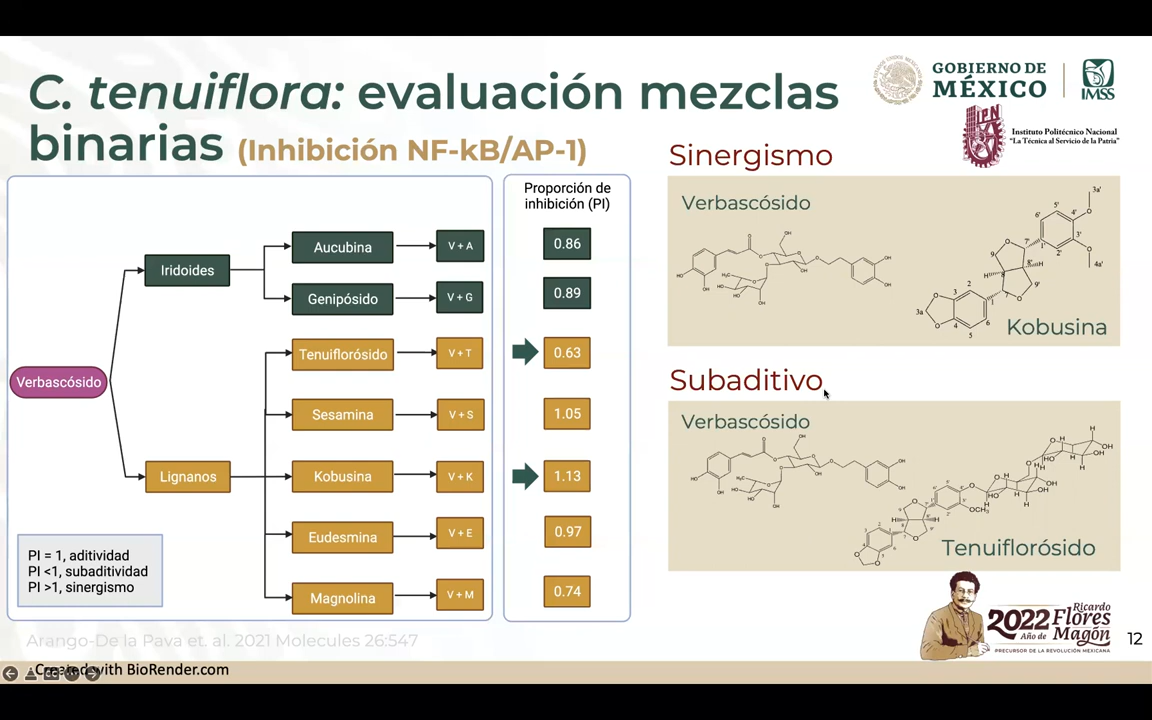 C. tenuiflora: evaluación mezclas
binarias (Inhibición NF-kB/AP-1)
GOBIERNO DE
MÉXICO
IMSS
IPN
Instituto Politécnico Nacional
"La Técnica al Servicio de la Patria"
Verbascósido
Iridoides
Lignanos
Aucubina
V + A
Genipósido
V + G
Tenuiflorósido
V + T
Sesamina
V + S
Kobusina
V + K
Eudesmina
V + E
Magnolina
V + M
PI = 1, aditividad
PI <1, subaditividad
PI >1, sinergismo
Proporción de
inhibición (PI)
0.86
0.89
0.63
1.05
1.13
0.97
0.74
Sinergismo
Verbascósido
Kobusina
Subaditivo
Verbascósido
Tenuiflorósido
Arango-De la Pava et. al. 2021 Molecules 26:547
Created with BioRender.com
2022 Ricardo
Año de Flores
Magón
PRECURSOR DE LA REVOLUCIÓN MEXICANA
12